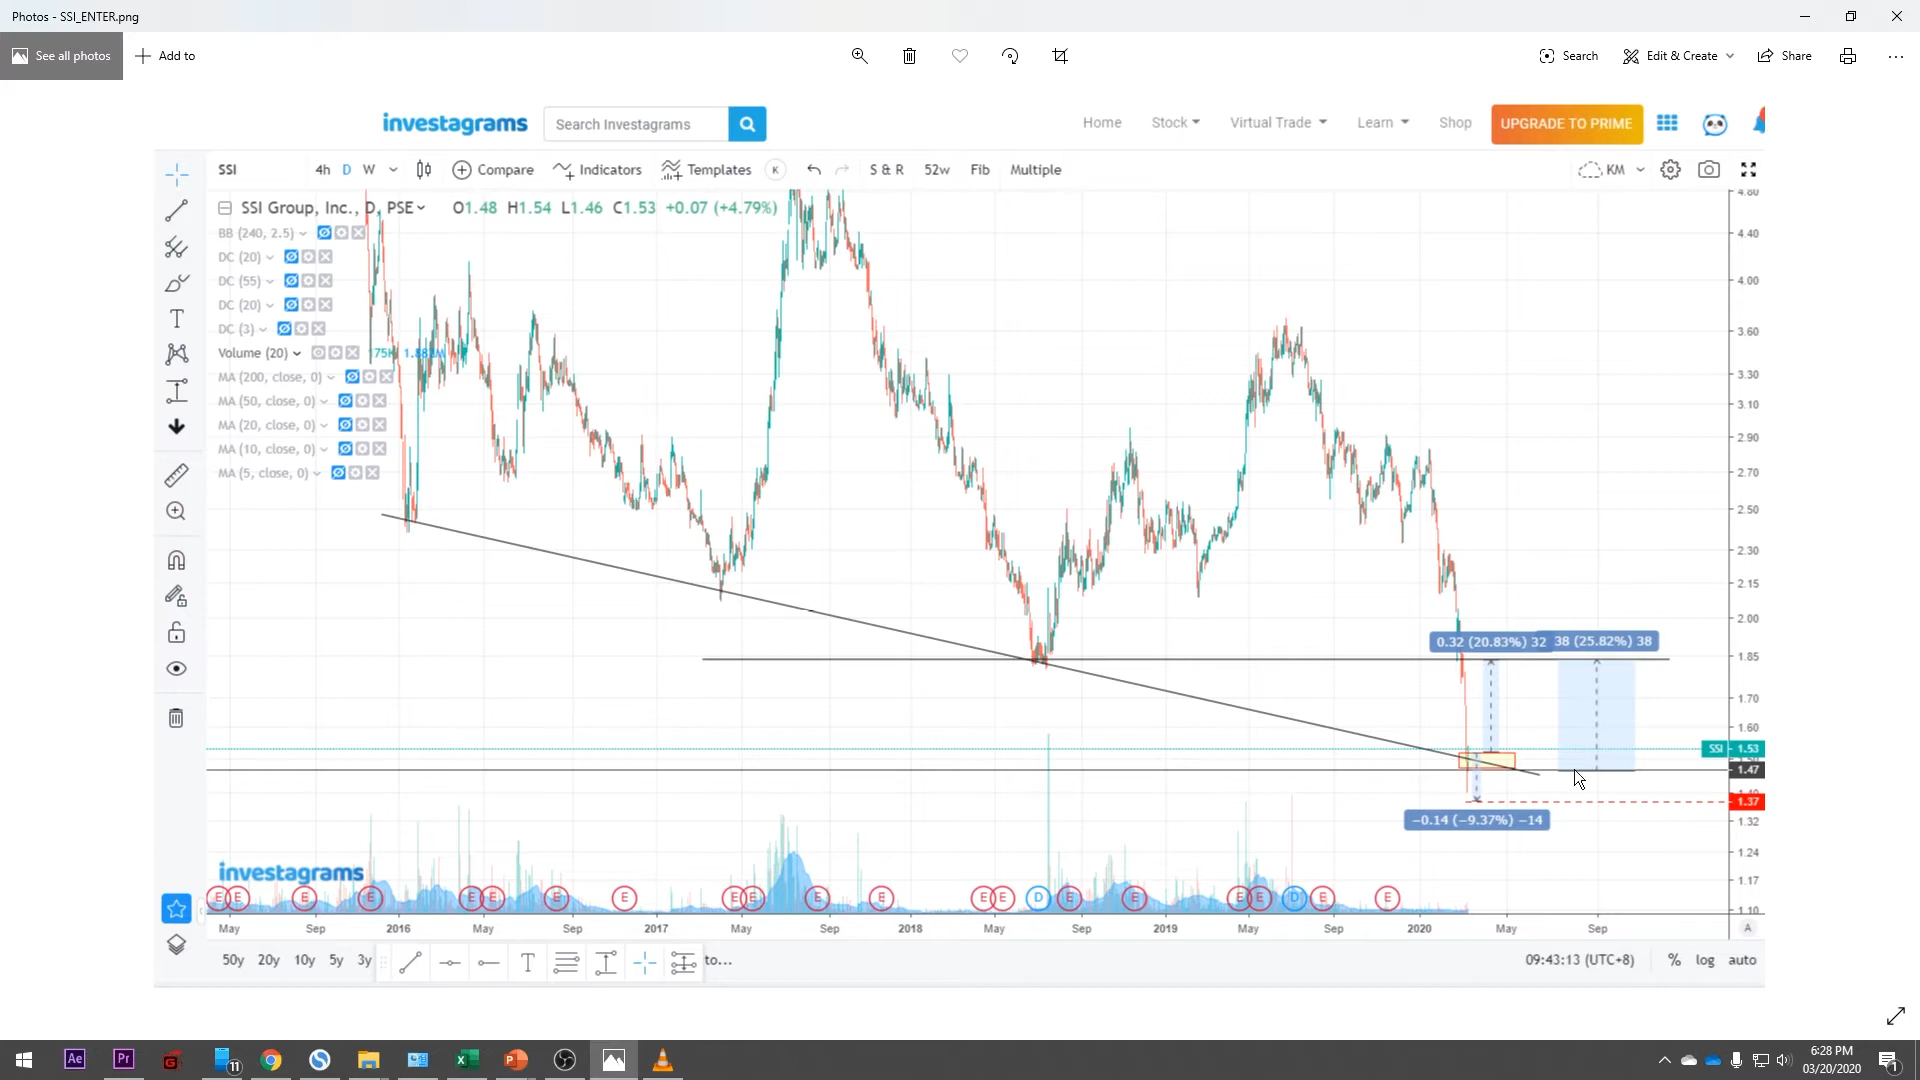 Photos - SSI_ENTER.png
See all photos
Add to
Search
Edit & Create
Share
investagrams
Search Investagrams
Home
Stock
Virtual Trade
Learn
Shop
UPGRADE TO PRIME
SSI
4h D W
Compare
Indicators
Templates
K
S & R
52w
Fib
Multiple
KM
SSI Group, Inc., D, PSE
O1.48 H1.54 L1.46 C1.53 +0.07 (+4.79%)
BB (240, 2.5)
DC (20)
DC (55)
DC (20)
DC (3)
Volume (20)
MA (200, close, 0)
MA (50, close, 0)
MA (20, close, 0)
MA (10, close, 0)
MA (5, close, 0)
4.80
4.40
4.00
3.60
3.30
3.10
2.90
2.70
2.50
2.30
2.15
2.00
1.85
1.70
1.60
SSI 1.53
1.47
1.40
1.37
1.32
1.24
1.17
1.10
0.32 (20.83%) 32
38 (25.82%) 38
−0.14 (−9.37%) −14
investagrams
E E E E E E E E E E E E E E D E E E E D E E
May Sep 2016 May Sep 2017 May Sep 2018 May Sep 2019 May Sep 2020 May Sep
A
50y 20y 10y 5y 3y
T
to...
09:43:13 (UTC+8)
% log auto
Ae
Pr
11
6:28 PM
03/20/2020
1